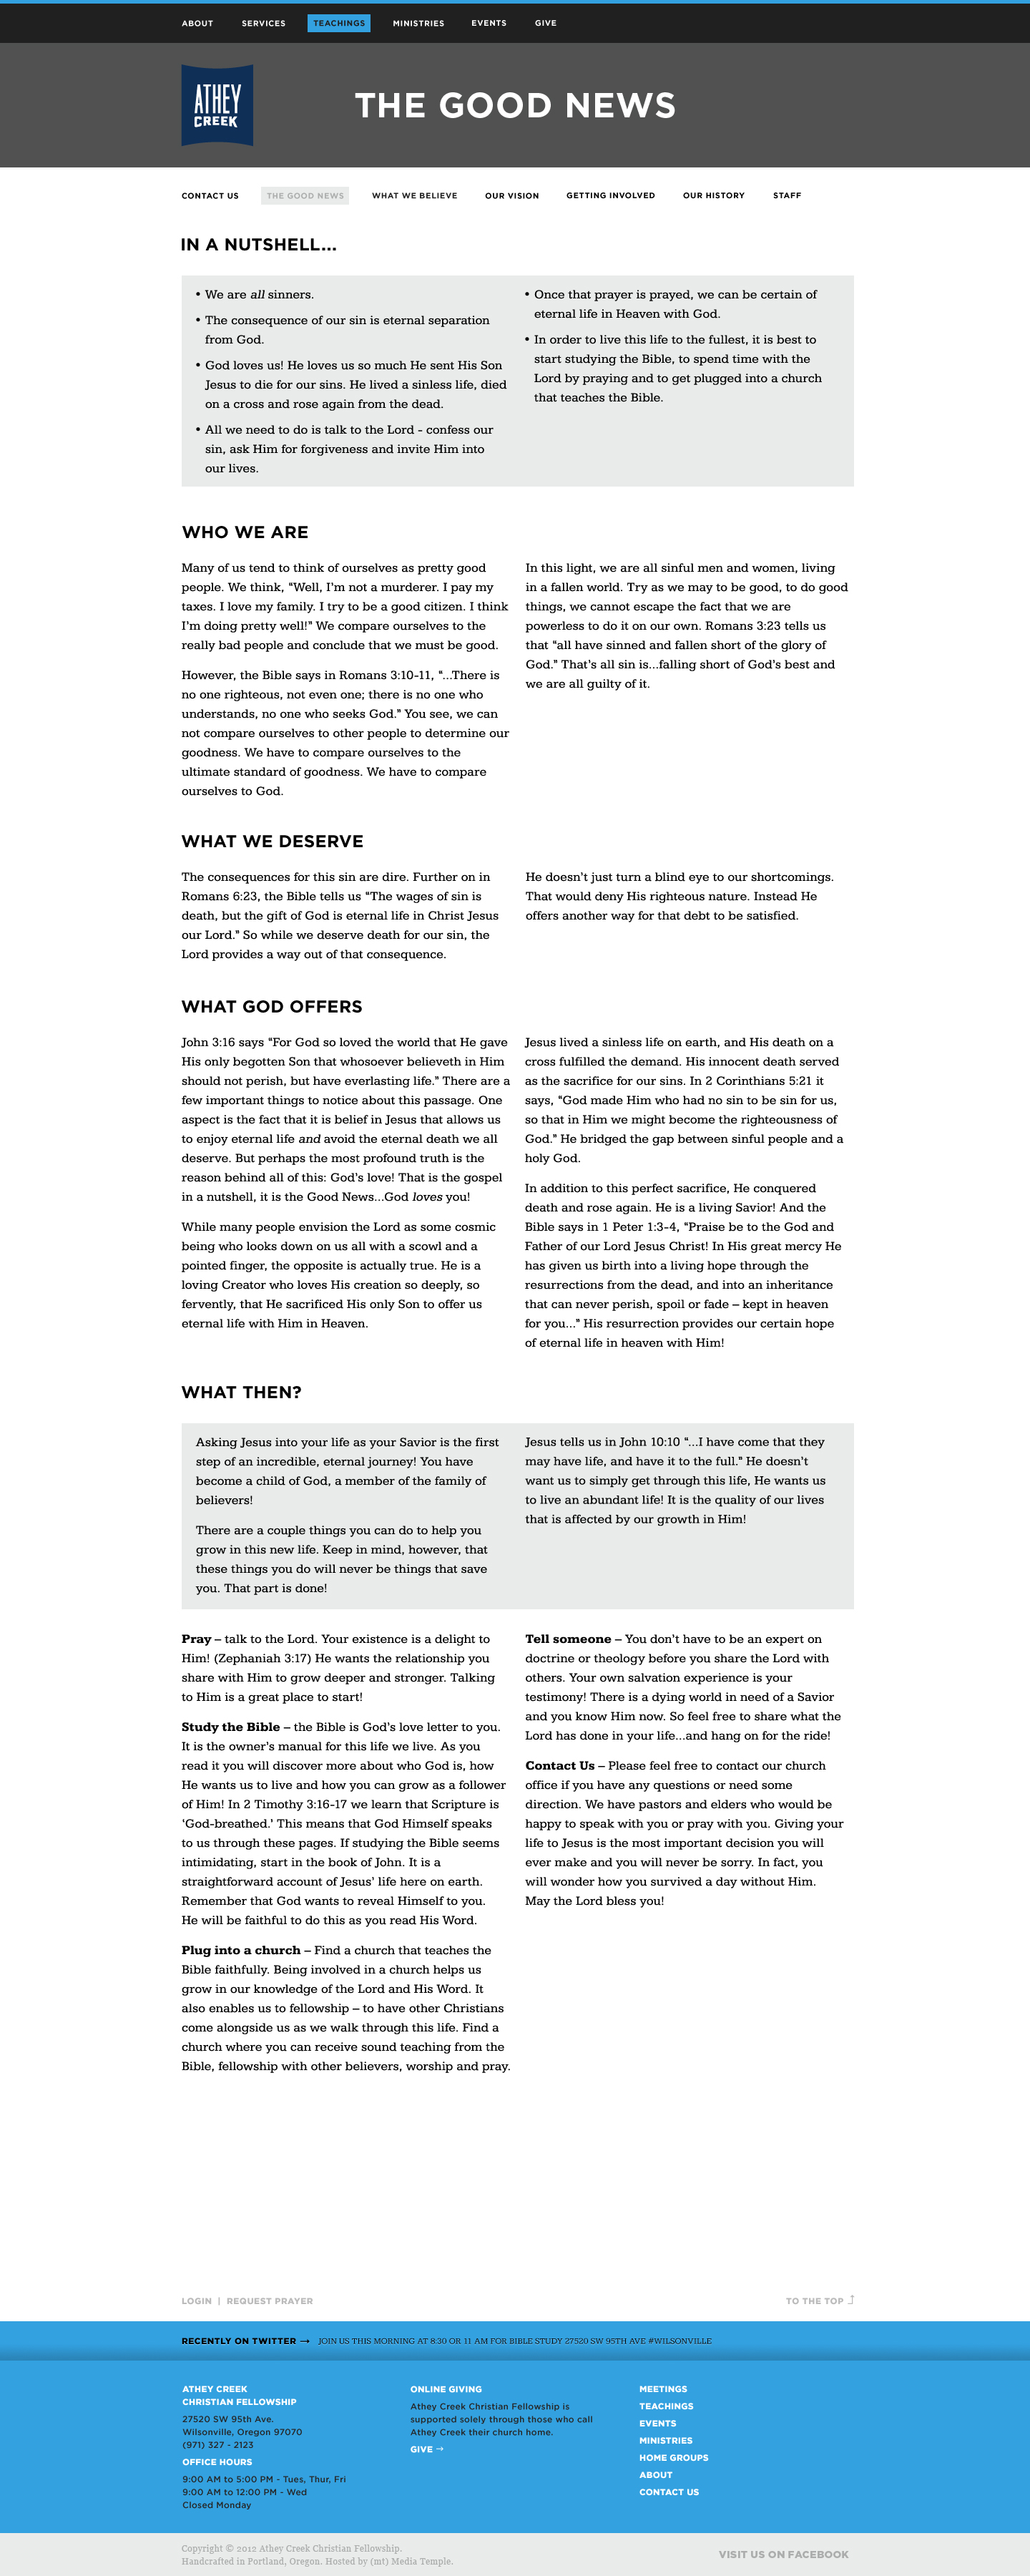 ABOUT SERVICES TEACHINGS MINISTRIES EVENTS GIVE
ATHEY
CREEK
THE GOOD NEWS
CONTACT US THE GOOD NEWS WHAT WE BELIEVE OUR VISION GETTING INVOLVED OUR HISTORY STAFF
IN A NUTSHELL...
• We are all sinners.
• The consequence of our sin is eternal separation
from God.
• God loves us! He loves us so much He sent His Son
Jesus to die for our sins. He lived a sinless life, died
on a cross and rose again from the dead.
• All we need to do is talk to the Lord - confess our
sin, ask Him for forgiveness and invite Him into
our lives.
• Once that prayer is prayed, we can be certain of
eternal life in Heaven with God.
• In order to live this life to the fullest, it is best to
start studying the Bible, to spend time with the
Lord by praying and to get plugged into a church
that teaches the Bible.
WHO WE ARE
Many of us tend to think of ourselves as pretty good
people. We think, "Well, I'm not a murderer. I pay my
taxes. I love my family. I try to be a good citizen. I think
I'm doing pretty well!" We compare ourselves to the
really bad people and conclude that we must be good.
However, the Bible says in Romans 3:10-11, "...There is
no one righteous, not even one; there is no one who
understands, no one who seeks God." You see, we can
not compare ourselves to other people to determine our
goodness. We have to compare ourselves to the
ultimate standard of goodness. We have to compare
ourselves to God.
In this light, we are all sinful men and women, living
in a fallen world. Try as we may to be good, to do good
things, we cannot escape the fact that we are
powerless to do it on our own. Romans 3:23 tells us
that "all have sinned and fallen short of the glory of
God." That's all sin is...falling short of God's best and
we are all guilty of it.
WHAT WE DESERVE
The consequences for this sin are dire. Further on in
Romans 6:23, the Bible tells us "The wages of sin is
death, but the gift of God is eternal life in Christ Jesus
our Lord." So while we deserve death for our sin, the
Lord provides a way out of that consequence.
He doesn't just turn a blind eye to our shortcomings.
That would deny His righteous nature. Instead He
offers another way for that debt to be satisfied.
WHAT GOD OFFERS
John 3:16 says "For God so loved the world that He gave
His only begotten Son that whosoever believeth in Him
should not perish, but have everlasting life." There are a
few important things to notice about this passage. One
aspect is the fact that it is belief in Jesus that allows us
to enjoy eternal life and avoid the eternal death we all
deserve. But perhaps the most profound truth is the
reason behind all of this: God's love! That is the gospel
in a nutshell, it is the Good News...God loves you!
While many people envision the Lord as some cosmic
being who looks down on us all with a scowl and a
pointed finger, the opposite is actually true. He is a
loving Creator who loves His creation so deeply, so
fervently, that He sacrificed His only Son to offer us
eternal life with Him in Heaven.
Jesus lived a sinless life on earth, and His death on a
cross fulfilled the demand. His innocent death served
as the sacrifice for our sins. In 2 Corinthians 5:21 it
says, "God made Him who had no sin to be sin for us,
so that in Him we might become the righteousness of
God." He bridged the gap between sinful people and a
holy God.
In addition to this perfect sacrifice, He conquered
death and rose again. He is a living Savior! And the
Bible says in 1 Peter 1:3-4, "Praise be to the God and
Father of our Lord Jesus Christ! In His great mercy He
has given us birth into a living hope through the
resurrections from the dead, and into an inheritance
that can never perish, spoil or fade – kept in heaven
for you..." His resurrection provides our certain hope
of eternal life in heaven with Him!
WHAT THEN?
Asking Jesus into your life as your Savior is the first
step of an incredible, eternal journey! You have
become a child of God, a member of the family of
believers!
There are a couple things you can do to help you
grow in this new life. Keep in mind, however, that
these things you do will never be things that save
you. That part is done!
Jesus tells us in John 10:10 "...I have come that they
may have life, and have it to the full." He doesn't
want us to simply get through this life, He wants us
to live an abundant life! It is the quality of our lives
that is affected by our growth in Him!
Pray – talk to the Lord. Your existence is a delight to
Him! (Zephaniah 3:17) He wants the relationship you
share with Him to grow deeper and stronger. Talking
to Him is a great place to start!
Study the Bible – the Bible is God's love letter to you.
It is the owner's manual for this life we live. As you
read it you will discover more about who God is, how
He wants us to live and how you can grow as a follower
of Him! In 2 Timothy 3:16-17 we learn that Scripture is
'God-breathed.' This means that God Himself speaks
to us through these pages. If studying the Bible seems
intimidating, start in the book of John. It is a
straightforward account of Jesus' life here on earth.
Remember that God wants to reveal Himself to you.
He will be faithful to do this as you read His Word.
Plug into a church – Find a church that teaches the
Bible faithfully. Being involved in a church helps us
grow in our knowledge of the Lord and His Word. It
also enables us to fellowship – to have other Christians
come alongside us as we walk through this life. Find a
church where you can receive sound teaching from the
Bible, fellowship with other believers, worship and pray.
Tell someone – You don't have to be an expert on
doctrine or theology before you share the Lord with
others. Your own salvation experience is your
testimony! There is a dying world in need of a Savior
and you know Him now. So feel free to share what the
Lord has done in your life...and hang on for the ride!
Contact Us – Please feel free to contact our church
office if you have any questions or need some
direction. We have pastors and elders who would be
happy to speak with you or pray with you. Giving your
life to Jesus is the most important decision you will
ever make and you will never be sorry. In fact, you
will wonder how you survived a day without Him.
May the Lord bless you!
LOGIN | REQUEST PRAYER
TO THE TOP
RECENTLY ON TWITTER → JOIN US THIS MORNING AT 8:30 OR 11 AM FOR BIBLE STUDY 27520 SW 95TH AVE #WILSONVILLE
ATHEY CREEK
CHRISTIAN FELLOWSHIP
27520 SW 95th Ave.
Wilsonville, Oregon 97070
(971) 327 - 2123
OFFICE HOURS
9:00 AM to 5:00 PM - Tues, Thur, Fri
9:00 AM to 12:00 PM - Wed
Closed Monday
ONLINE GIVING
Athey Creek Christian Fellowship is
supported solely through those who call
Athey Creek their church home.
GIVE →
MEETINGS
TEACHINGS
EVENTS
MINISTRIES
HOME GROUPS
ABOUT
CONTACT US
Copyright © 2012 Athey Creek Christian Fellowship.
Handcrafted in Portland, Oregon. Hosted by (mt) Media Temple.
VISIT US ON FACEBOOK